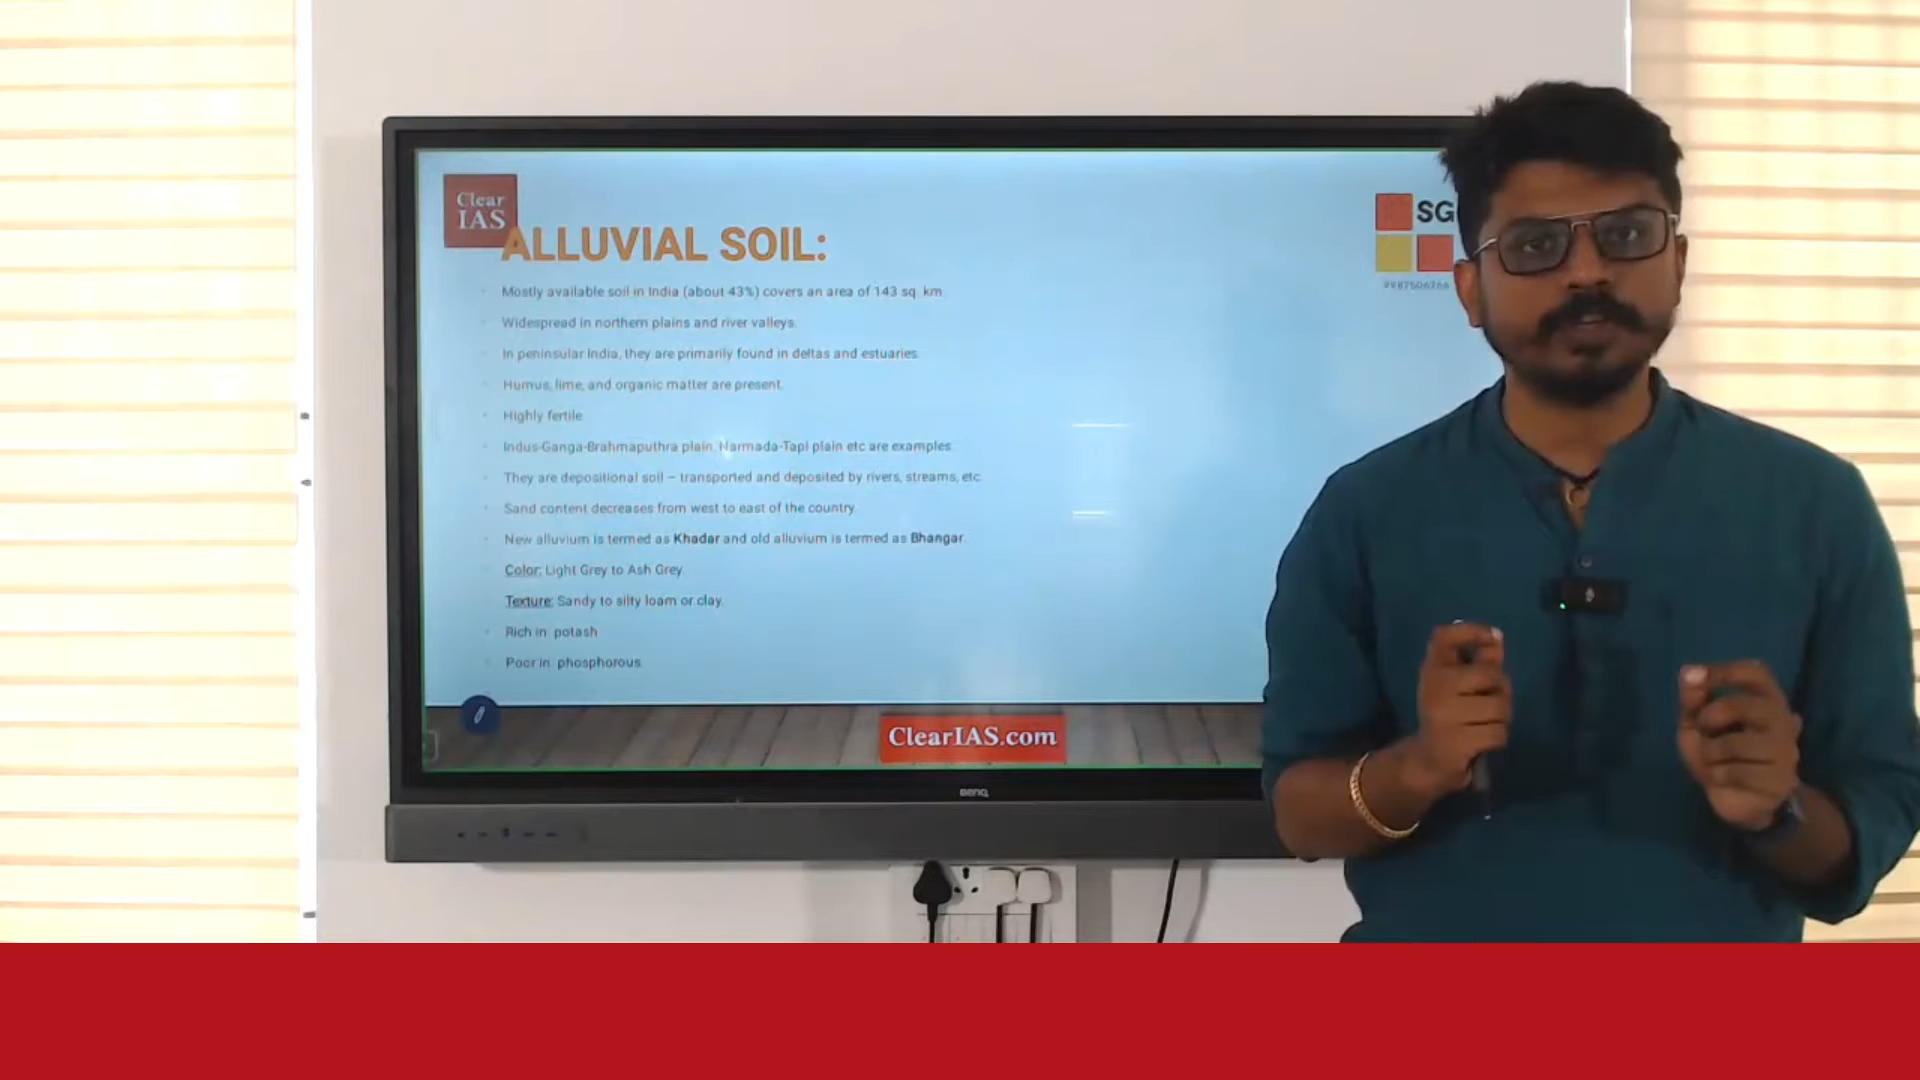 Clear
IAS
SG
ALLUVIAL SOIL:
Mostly available soil in India (about 43%) covers an area of 143 sq. km.
Widespread in northern plains and river valleys.
In peninsular India, they are primarily found in deltas and estuaries.
Humus, lime, and organic matter are present.
Highly fertile
Indus-Ganga-Brahmaputhra plain, Narmada-Tapi plain etc are examples.
They are depositional soil – transported and deposited by rivers, streams, etc.
Sand content decreases from west to east of the country.
New alluvium is termed as Khadar and old alluvium is termed as Bhangar.
Color: Light Grey to Ash Grey.
Texture: Sandy to silty loam or clay.
Rich in: potash
Poor in: phosphorous
ClearIAS.com
BenQ